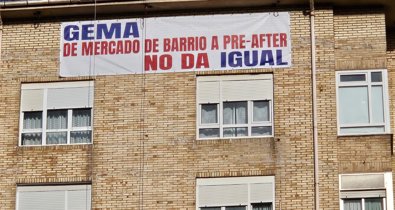 GEMA
DE MERCADO DE BARRIO A PRE-AFTER
NO DA IGUAL